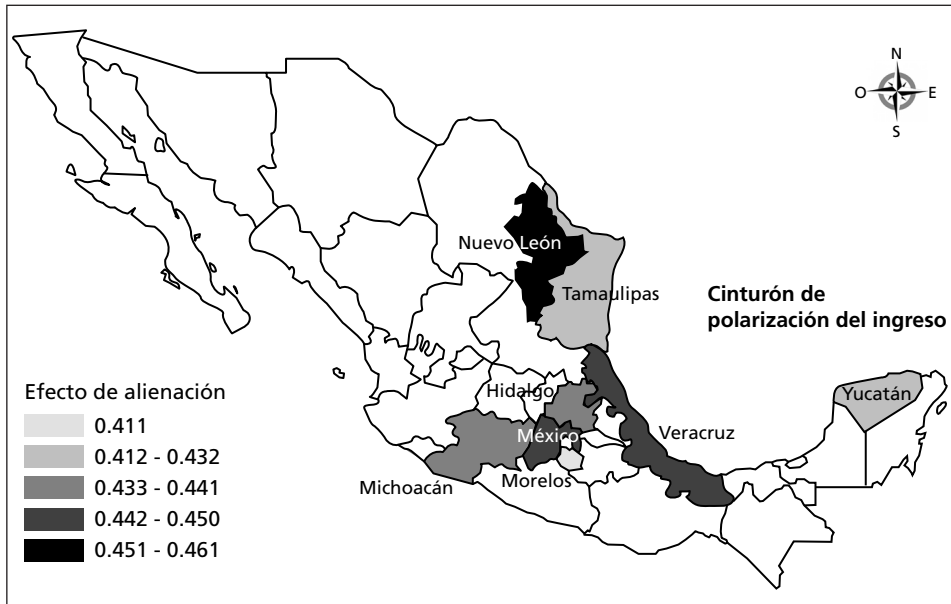 N
O
E
S
Nuevo León
Tamaulipas
Cinturón de
polarización del ingreso
Efecto de alienación
0.411
0.412 - 0.432
0.433 - 0.441
0.442 - 0.450
0.451 - 0.461
Hidalgo
Yucatán
México
Veracruz
Michoacán
Morelos